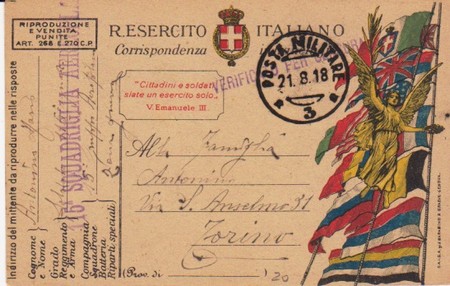 RIPRODUZIONE
E VENDITA
PUNITE
ART. 268 E 270 C.P.
R. ESERCITO ITALIANO
Corrispondenza
"Cittadini e soldati
siate un esercito solo„
V. Emanuele III.
VERIFIC PER CENSURA
POSTA MILITARE
21.8.18
3
116ª SQUADRIGLIA
Indirizzo del mittente da riprodurre nelle risposte
Cognome
e Nome
Grado
Reggimento
e Arma
Compagnia
Squadrone
Batteria
Riparti speciali
Alla Famiglia
Antonini
Via S. Anselmo 31
Torino
(Prov. di )
20